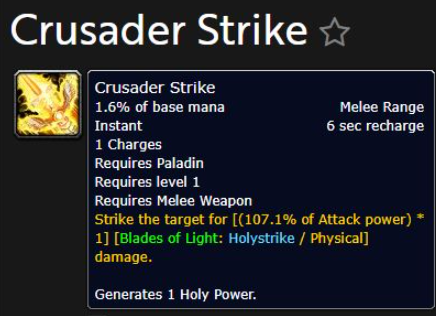 Crusader Strike
Crusader Strike
1.6% of base mana Melee Range
Instant 6 sec recharge
1 Charges
Requires Paladin
Requires level 1
Requires Melee Weapon
Strike the target for [(107.1% of Attack power) *
1] [Blades of Light: Holystrike / Physical]
damage.
Generates 1 Holy Power.